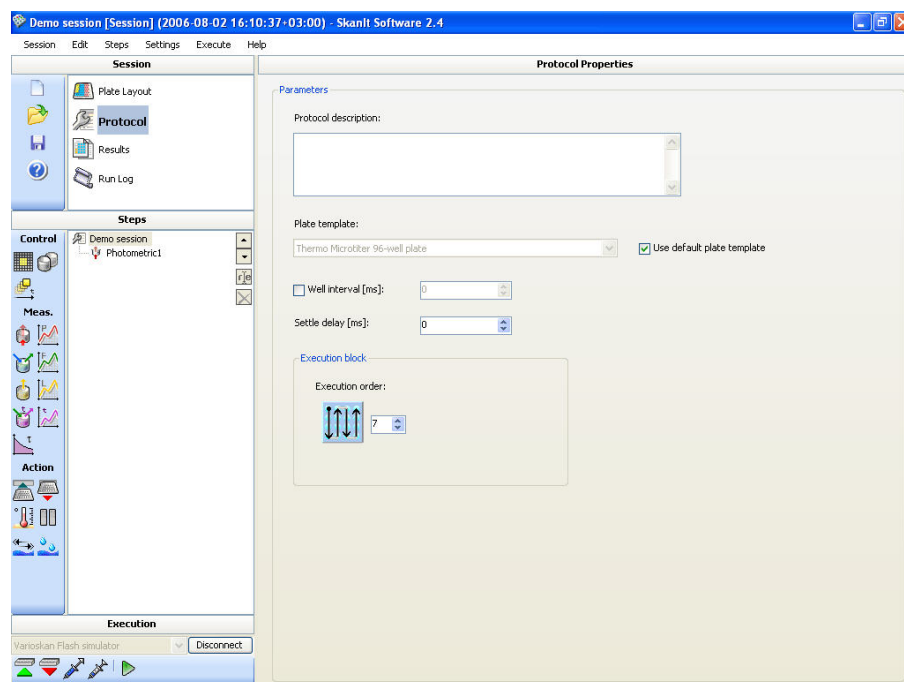 Demo session [Session] (2006-08-02 16:10:37+03:00) - SkanIt Software 2.4
Session Edit Steps Settings Execute Help
Session
Protocol Properties
Plate Layout
Protocol
Results
Run Log
Parameters
Protocol description:
Plate template:
Thermo Microtiter 96-well plate
Use default plate template
Well interval [ms]:
0
Settle delay [ms]:
0
Execution block
Execution order:
7
Steps
Control
Demo session
Photometric1
r|e
Meas.
Action
Execution
Varioskan Flash simulator
Disconnect